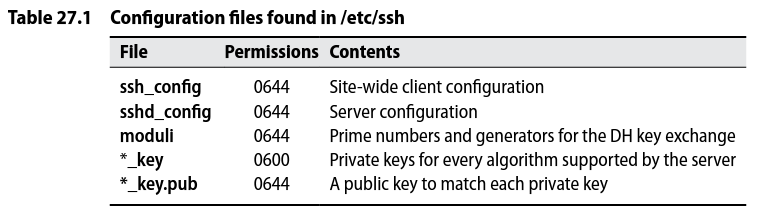 Table 27.1 Configuration files found in /etc/ssh
File Permissions Contents
ssh_config 0644 Site-wide client configuration
sshd_config 0644 Server configuration
moduli 0644 Prime numbers and generators for the DH key exchange
*_key 0600 Private keys for every algorithm supported by the server
*_key.pub 0644 A public key to match each private key